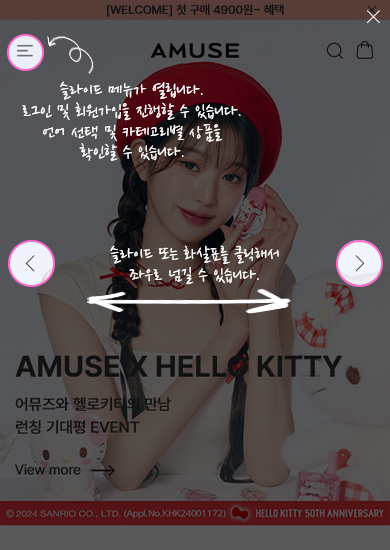 [WELCOME] 첫 구매 4900원~ 혜택
AMUSE
슬라이드 메뉴가 열립니다.
로그인 및 회원가입을 진행할 수 있습니다.
언어 선택 및 카테고리별 상품을
확인할 수 있습니다.
슬라이드 또는 화살표를 클릭해서
좌우로 넘길 수 있습니다.
AMUSE X HELLO KITTY
어뮤즈와 헬로키티의 만남
런칭 기대평 EVENT
View more
© 2024 SANRIO CO., LTD. (Appl.No.KHK24001172) HELLO KITTY 50TH ANNIVERSARY